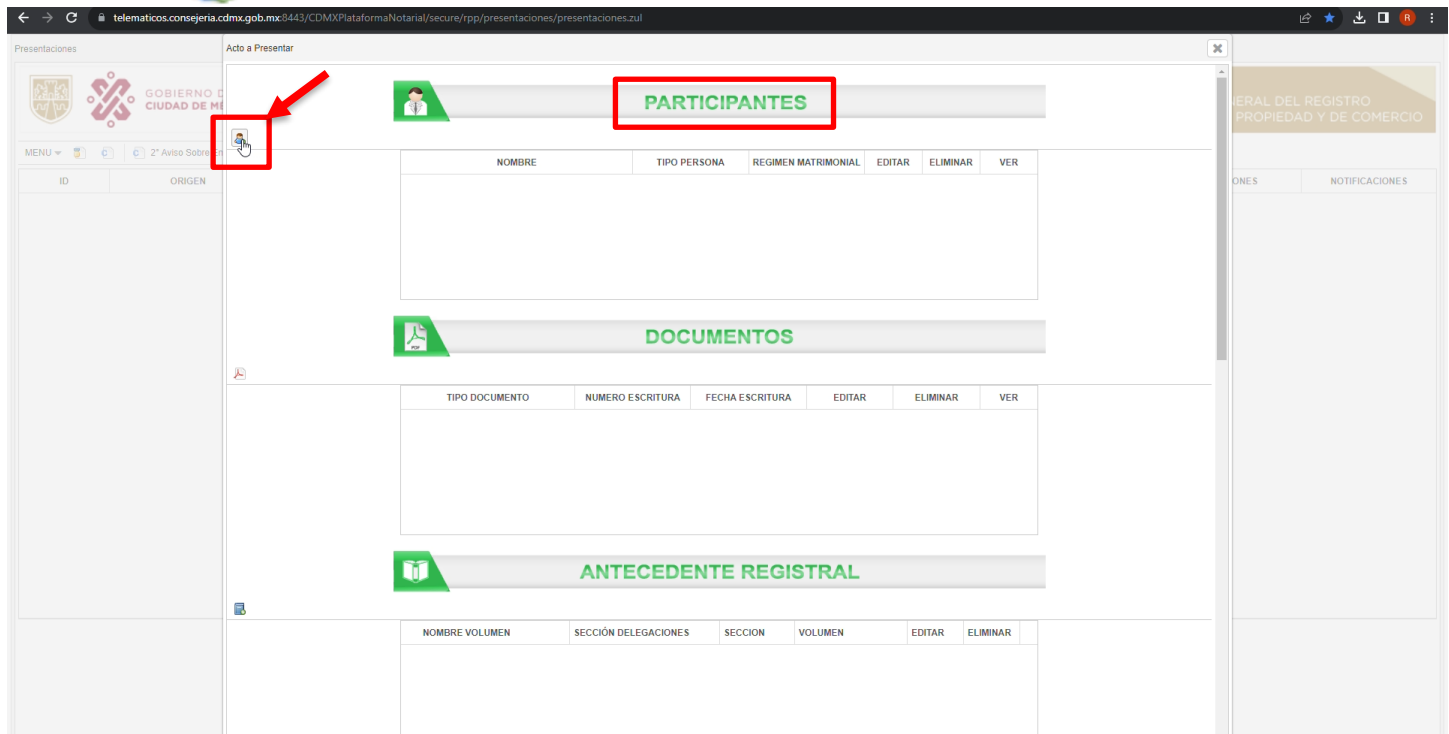 telematicos.consejeria.cdmx.gob.mx:8443/CDMXPlataformaNotarial/secure/rpp/presentaciones/presentaciones.zul
R
Presentaciones
Acto a Presentar
GOBIERNO D
CIUDAD DE MÉ
PARTICIPANTES
ERAL DEL REGISTRO
PROPIEDAD Y DE COMERCIO
MENU
2° Aviso Sobre En
NOMBRE TIPO PERSONA REGIMEN MATRIMONIAL EDITAR ELIMINAR VER
ID ORIGEN
ONES NOTIFICACIONES
PDF
DOCUMENTOS
TIPO DOCUMENTO NUMERO ESCRITURA FECHA ESCRITURA EDITAR ELIMINAR VER
ANTECEDENTE REGISTRAL
NOMBRE VOLUMEN SECCIÓN DELEGACIONES SECCION VOLUMEN EDITAR ELIMINAR